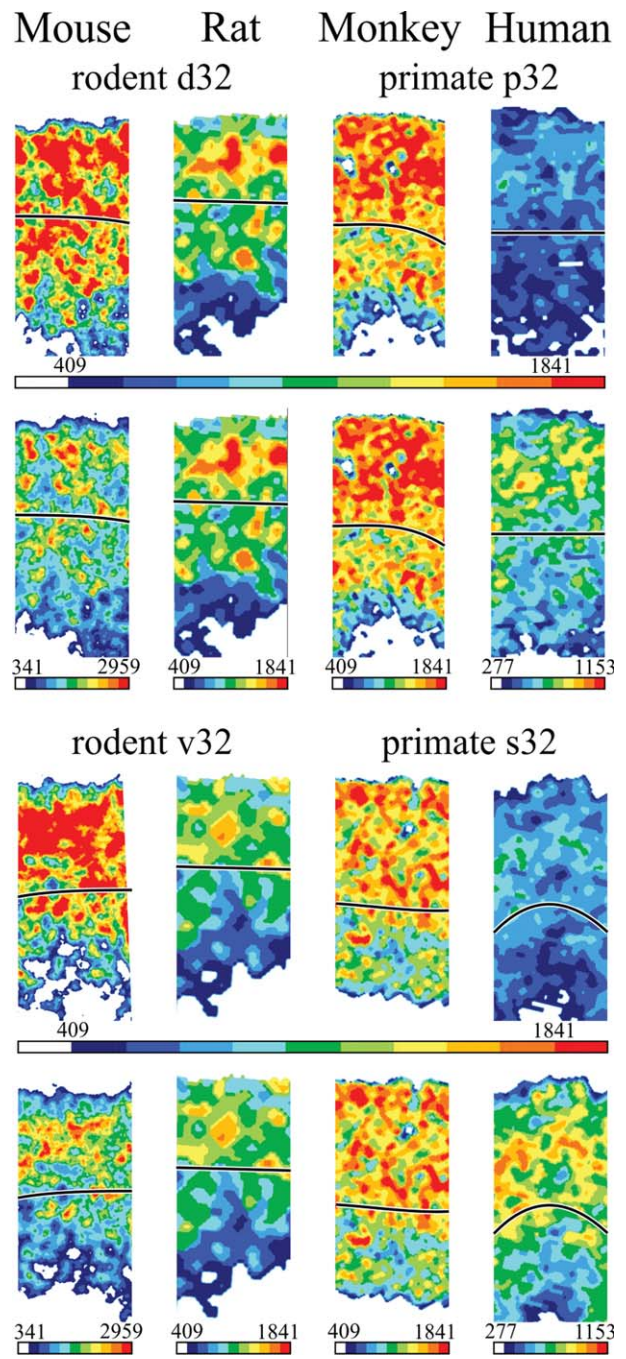 Mouse Rat Monkey Human
rodent d32 primate p32
409 1841
341 2959 409 1841 409 1841 277 1153
rodent v32 primate s32
409 1841
341 2959 409 1841 409 1841 277 1153